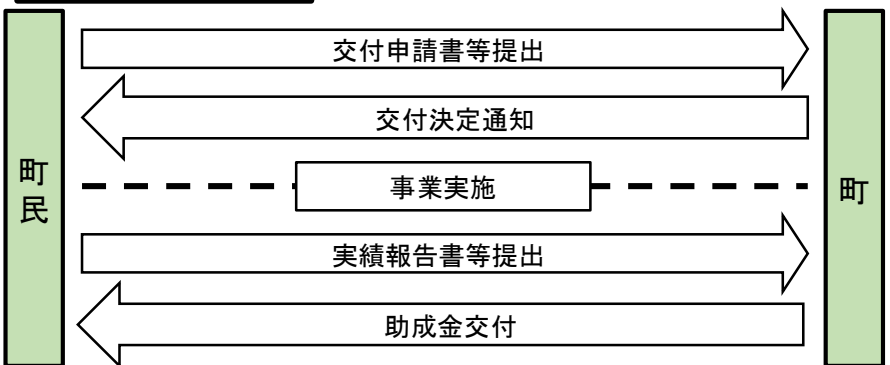 交付申請書等提出
交付決定通知
町民
事業実施
町
実績報告書等提出
助成金交付